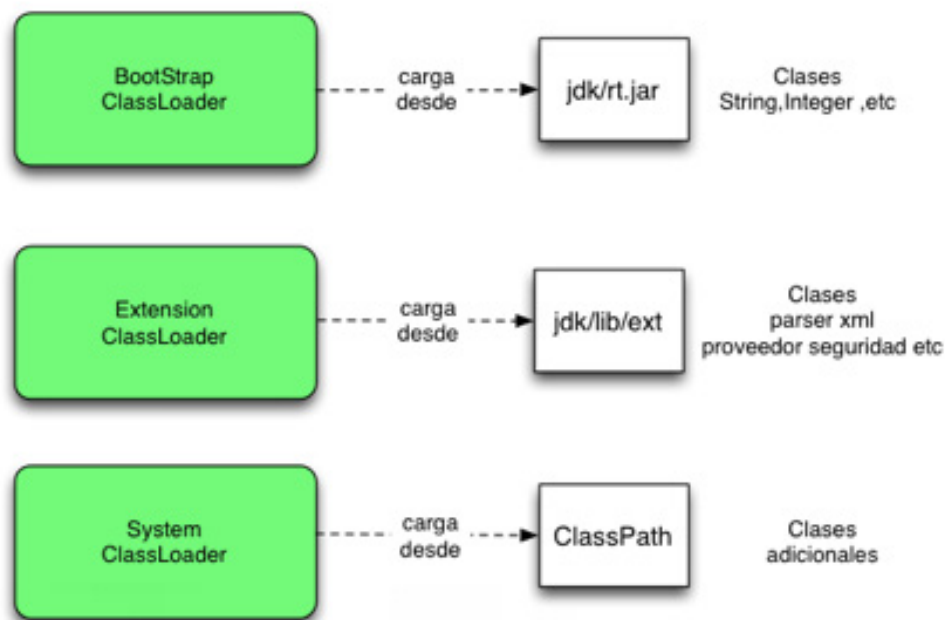 BootStrap
ClassLoader
carga
desde
jdk/rt.jar
Clases
String,Integer ,etc
Extension
ClassLoader
carga
desde
jdk/lib/ext
Clases
parser xml
proveedor seguridad etc
System
ClassLoader
carga
desde
ClassPath
Clases
adicionales